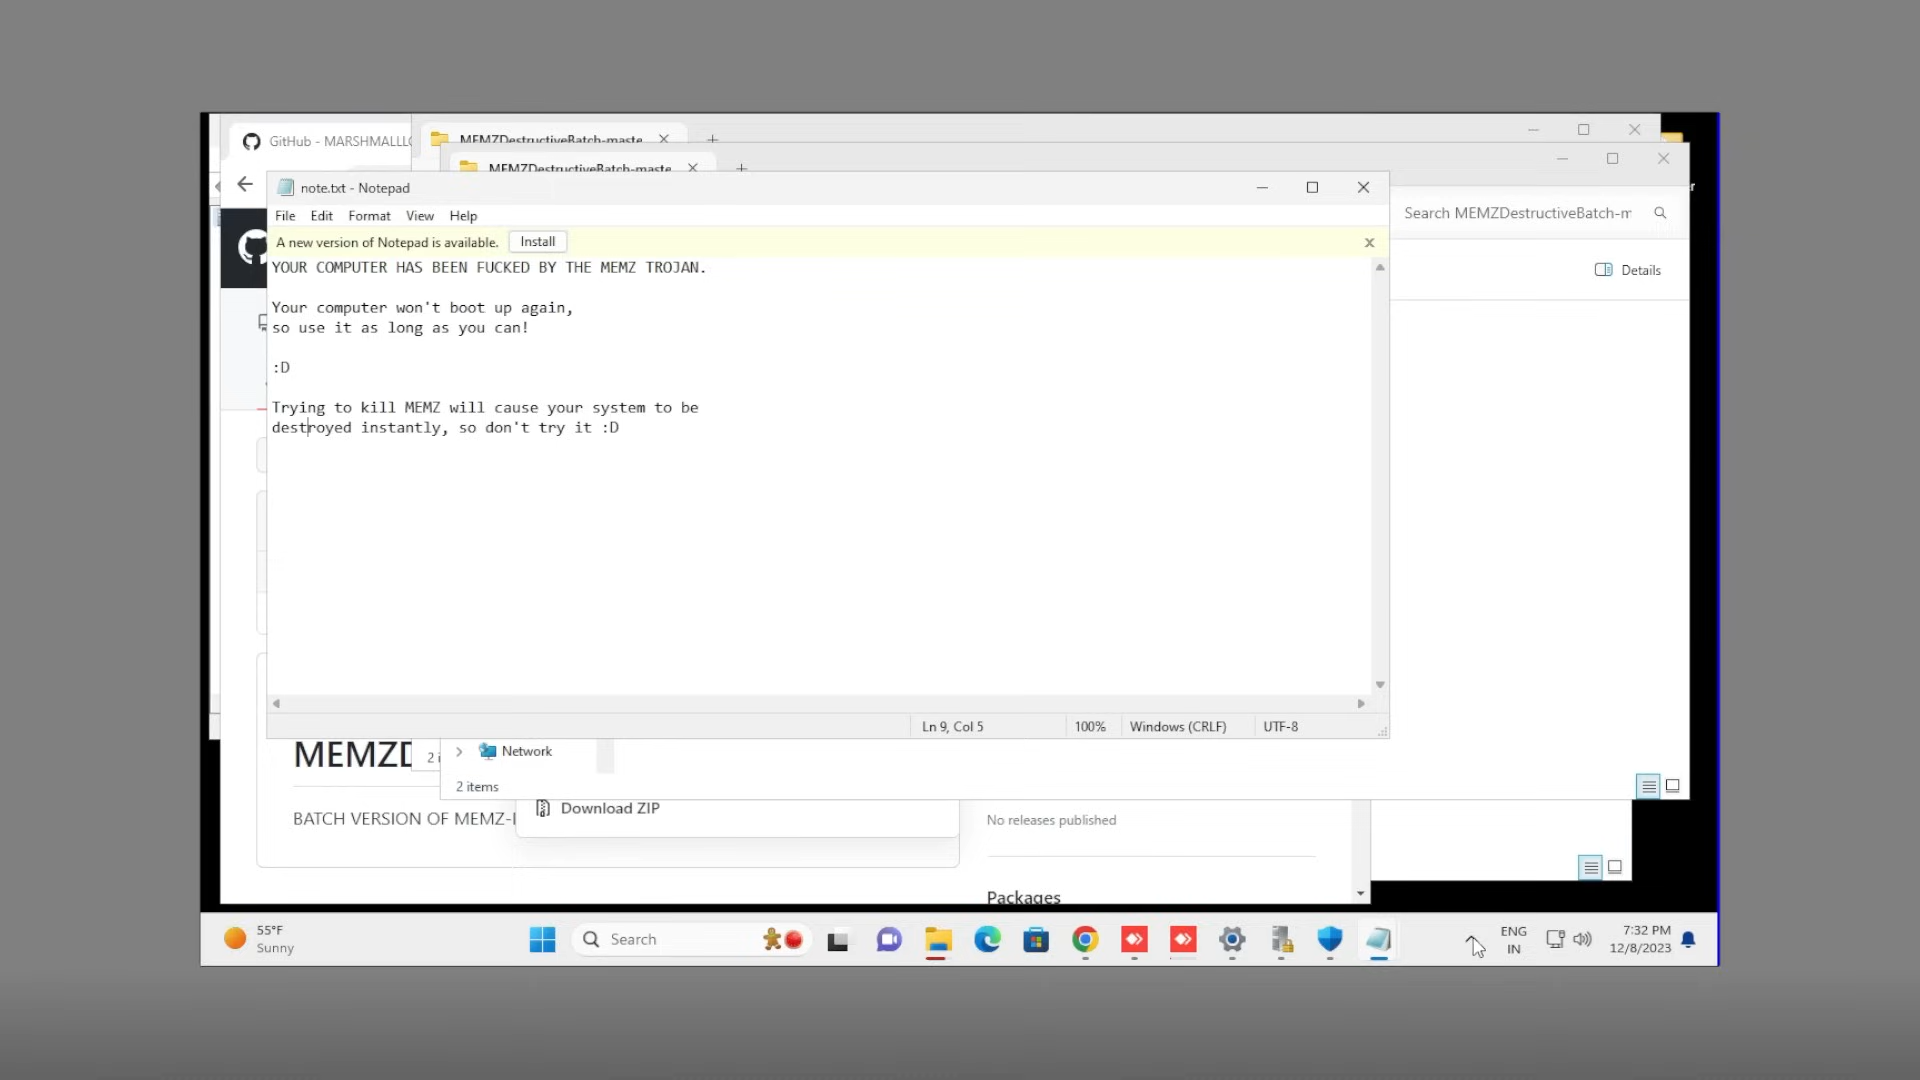 GitHub - MARSHMALLL
MEMZDestructiveBatch-maste
MEMZDestructiveBatch-maste
note.txt - Notepad
File Edit Format View Help
Search MEMZDestructiveBatch-m
A new version of Notepad is available. Install
Details
YOUR COMPUTER HAS BEEN FUCKED BY THE MEMZ TROJAN.
Your computer won't boot up again,
so use it as long as you can!
:D
Trying to kill MEMZ will cause your system to be
destroyed instantly, so don't try it :D
Ln 9, Col 5 100% Windows (CRLF) UTF-8
MEMZD
2 i
Network
2 items
Download ZIP
BATCH VERSION OF MEMZ-
No releases published
Packages
55°F
Sunny
Search
ENG
IN
7:32 PM
12/8/2023